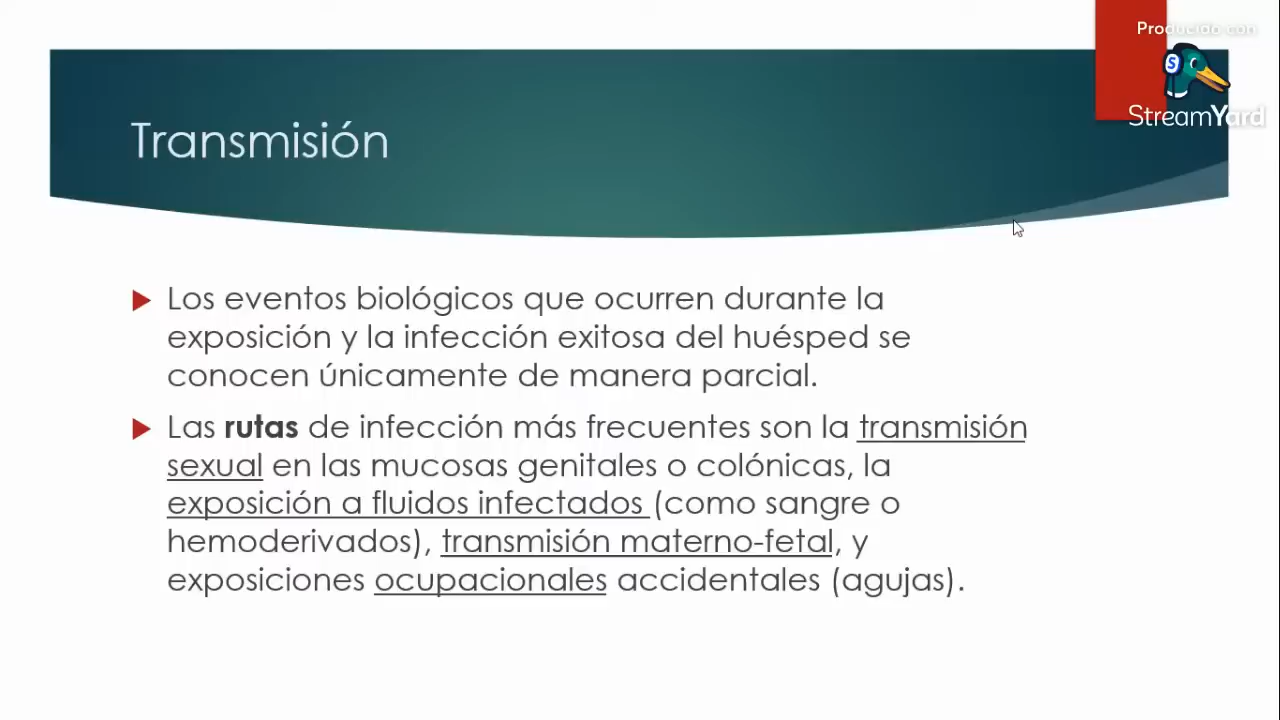 Producido con
StreamYard
Transmisión
Los eventos biológicos que ocurren durante la
exposición y la infección exitosa del huésped se
conocen únicamente de manera parcial.
Las rutas de infección más frecuentes son la transmisión
sexual en las mucosas genitales o colónicas, la
exposición a fluidos infectados (como sangre o
hemoderivados), transmisión materno-fetal, y
exposiciones ocupacionales accidentales (agujas).